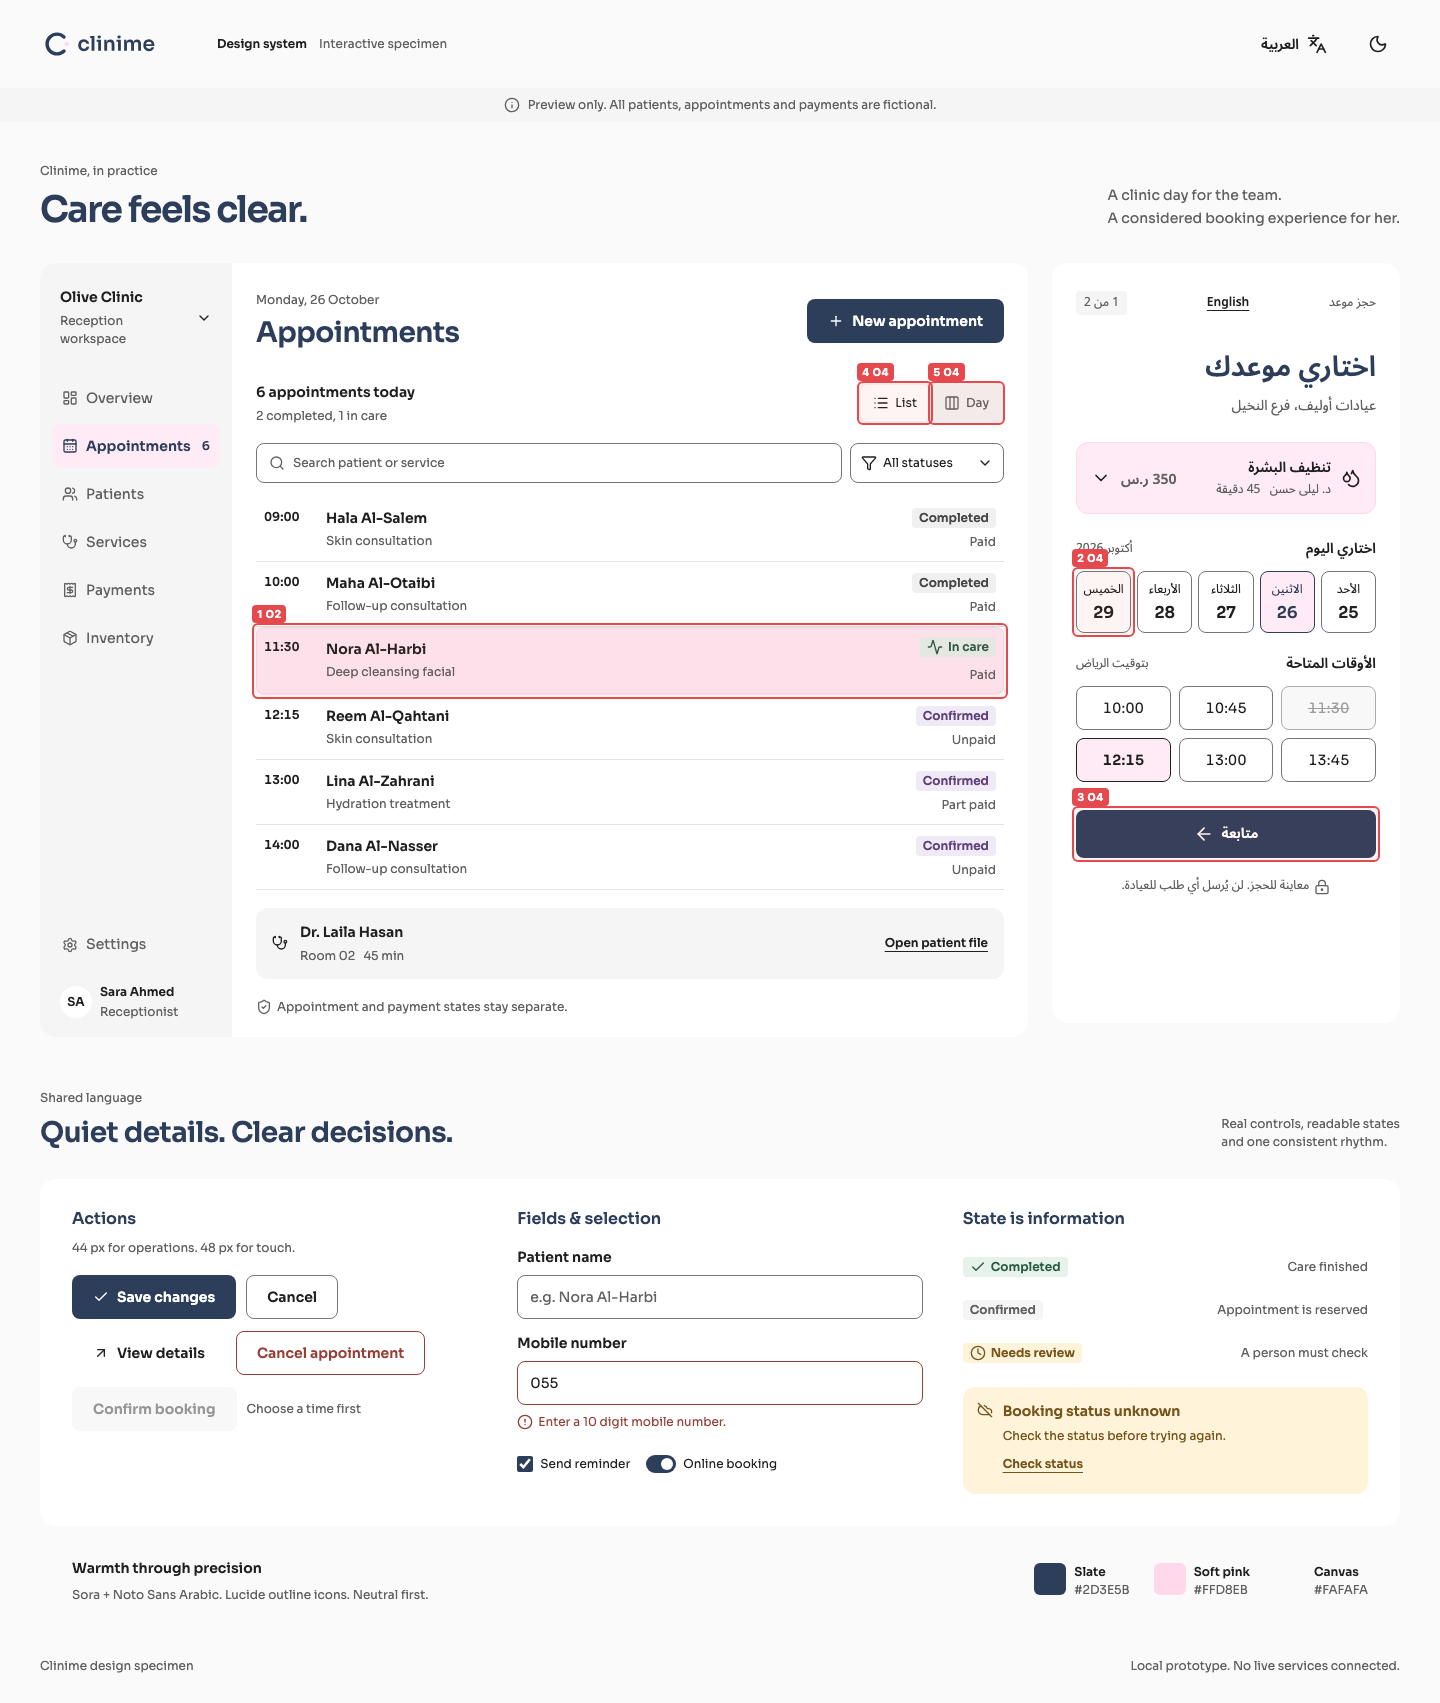 clinime
Design system Interactive specimen
العربية
Preview only. All patients, appointments and payments are fictional.
Clinime, in practice
Care feels clear.
A clinic day for the team.
A considered booking experience for her.
Olive Clinic
Reception
workspace
Overview
Appointments 6
Patients
Services
Payments
Inventory
Settings
SA
Sara Ahmed
Receptionist
Monday, 26 October
Appointments
New appointment
6 appointments today
2 completed, 1 in care
4 04
List
5 04
Day
Search patient or service
All statuses
09:00 Hala Al-Salem Completed
Skin consultation Paid
10:00 Maha Al-Otaibi Completed
Follow-up consultation Paid
1 02
11:30 Nora Al-Harbi In care
Deep cleansing facial Paid
12:15 Reem Al-Qahtani Confirmed
Skin consultation Unpaid
13:00 Lina Al-Zahrani Confirmed
Hydration treatment Part paid
14:00 Dana Al-Nasser Confirmed
Follow-up consultation Unpaid
Dr. Laila Hasan
Room 02 45 min
Open patient file
Appointment and payment states stay separate.
حجز موعد
English
1 من 2
اختاري موعدك
عيادات أوليف، فرع النخيل
تنظيف البشرة
د. ليلى حسن 45 دقيقة
350 ر.س
اختاري اليوم
أكتوبر 2026
2 04
الأحد 25
الاثنين 26
الثلاثاء 27
الأربعاء 28
الخميس 29
الأوقات المتاحة
بتوقيت الرياض
10:00 10:45 11:30
12:15 13:00 13:45
3 04
متابعة
معاينة للحجز. لن يُرسل أي طلب للعيادة.
Shared language
Quiet details. Clear decisions.
Real controls, readable states
and one consistent rhythm.
Actions
44 px for operations. 48 px for touch.
Save changes
Cancel
View details
Cancel appointment
Confirm booking
Choose a time first
Fields & selection
Patient name
e.g. Nora Al-Harbi
Mobile number
055
Enter a 10 digit mobile number.
Send reminder
Online booking
State is information
Completed Care finished
Confirmed Appointment is reserved
Needs review A person must check
Booking status unknown
Check the status before trying again.
Check status
Warmth through precision
Sora + Noto Sans Arabic. Lucide outline icons. Neutral first.
Slate
#2D3E5B
Soft pink
#FFD8EB
Canvas
#FAFAFA
Clinime design specimen
Local prototype. No live services connected.